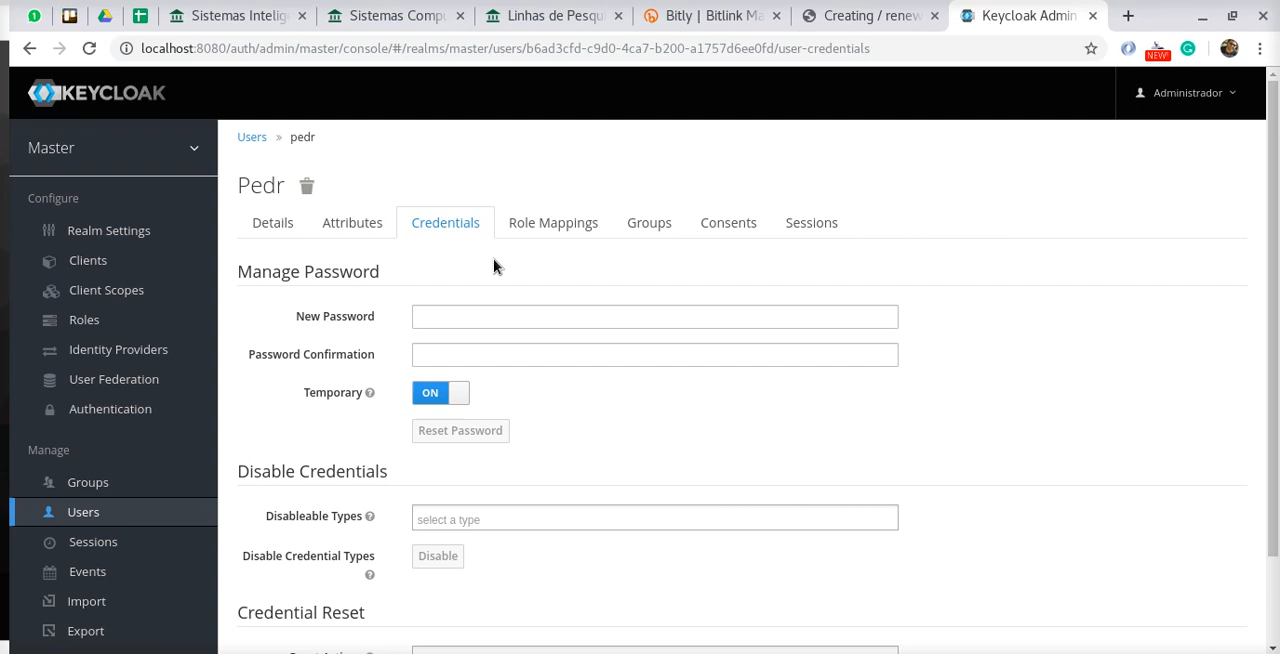 Sistemas Intelig
Sistemas Compu
Linhas de Pesqu
Bitly | Bitlink Ma
Creating / renew
Keycloak Admin
localhost:8080/auth/admin/master/console/#/realms/master/users/b6ad3cfd-c9d0-4ca7-b200-a1757d6ee0fd/user-credentials
NEW!
KEYCLOAK
Administrador
Master
Configure
Realm Settings
Clients
Client Scopes
Roles
Identity Providers
User Federation
Authentication
Manage
Groups
Users
Sessions
Events
Import
Export
Users » pedr
Pedr
Details Attributes Credentials Role Mappings Groups Consents Sessions
Manage Password
New Password
Password Confirmation
Temporary ON
Reset Password
Disable Credentials
Disableable Types select a type
Disable Credential Types Disable
Credential Reset